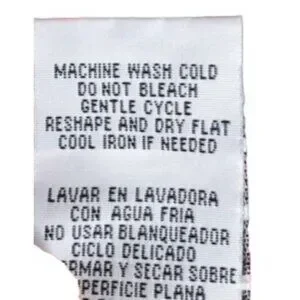 MACHINE WASH COLD
DO NOT BLEACH
GENTLE CYCLE
RESHAPE AND DRY FLAT
COOL IRON IF NEEDED
LAVAR EN LAVADORA
CON AGUA FRIA
NO USAR BLANQUEADOR
CICLO DELICADO
Y SECAR SOBRE
PLANA